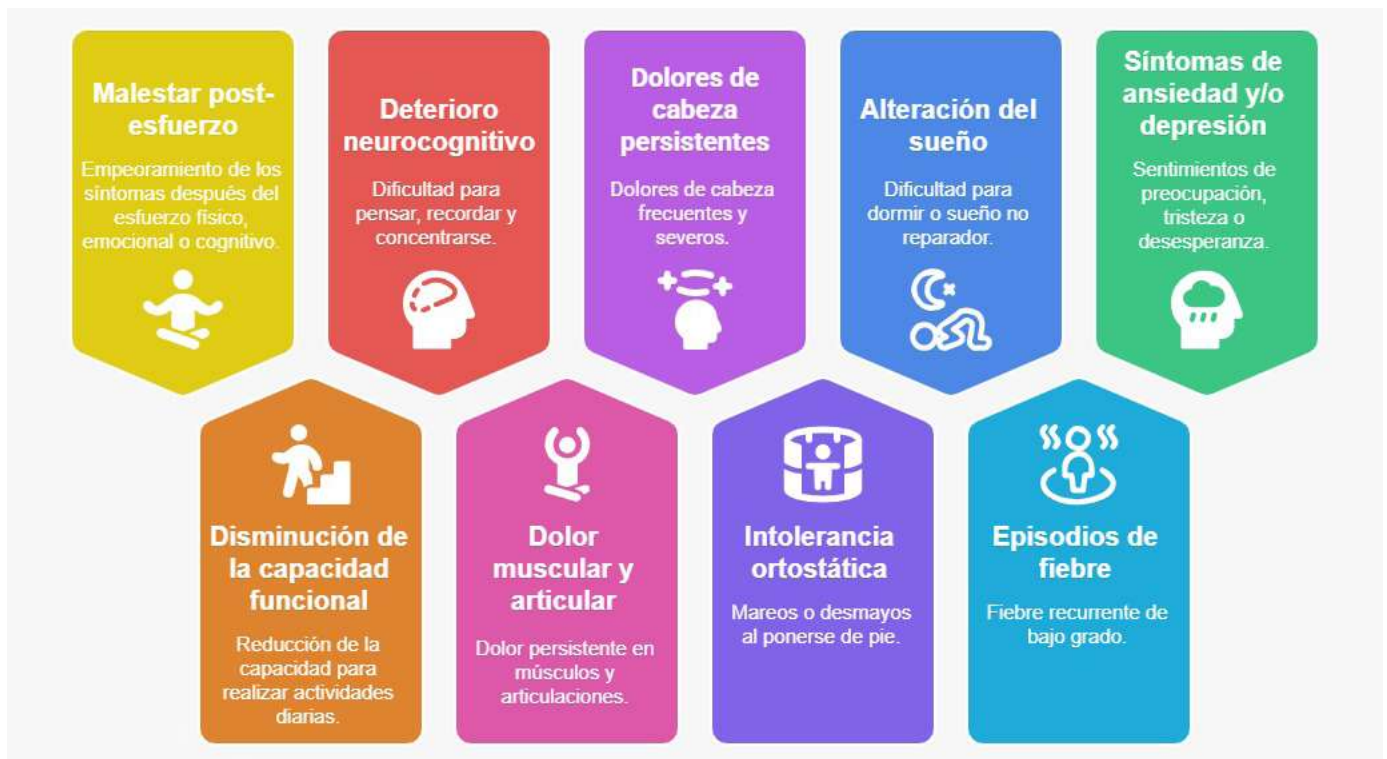 Malestar post-
esfuerzo
Empeoramiento de los
síntomas después del
esfuerzo físico,
emocional o cognitivo.
Deterioro
neurocognitivo
Dificultad para
pensar, recordar y
concentrarse.
Dolores de
cabeza
persistentes
Dolores de cabeza
frecuentes y
severos.
Alteración del
sueño
Dificultad para
dormir o sueño no
reparador.
Síntomas de
ansiedad y/o
depresión
Sentimientos de
preocupación,
tristeza o
desesperanza.
Disminución de
la capacidad
funcional
Reducción de la
capacidad para
realizar actividades
diarias.
Dolor
muscular y
articular
Dolor persistente en
músculos y
articulaciones.
Intolerancia
ortostática
Mareos o desmayos
al ponerse de pie.
Episodios de
fiebre
Fiebre recurrente de
bajo grado.